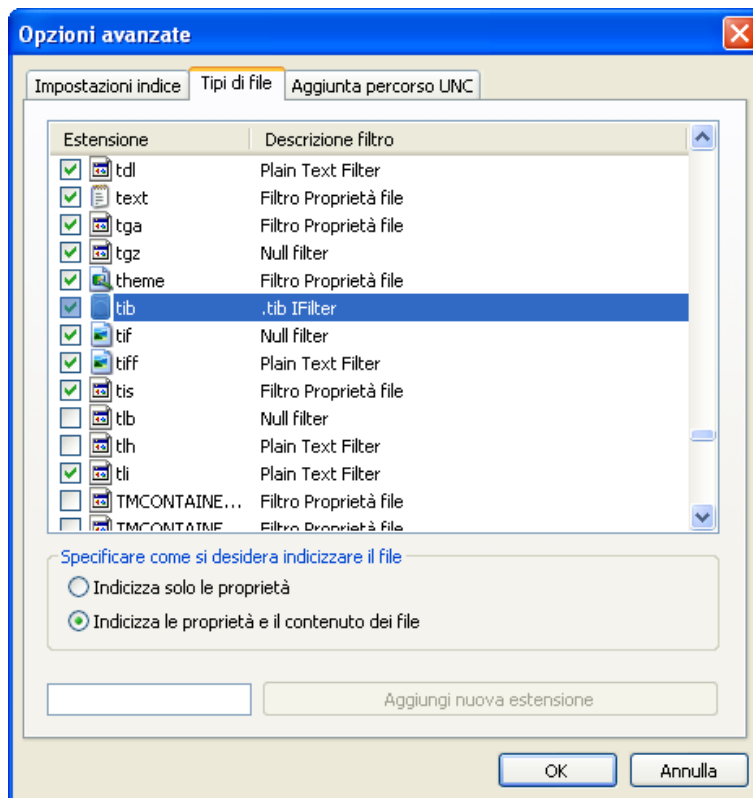 Opzioni avanzate
Impostazioni indice Tipi di file Aggiunta percorso UNC
Estensione Descrizione filtro
tdl Plain Text Filter
text Filtro Proprietà file
tga Filtro Proprietà file
tgz Null filter
theme Filtro Proprietà file
tib .tib IFilter
tif Null filter
tiff Plain Text Filter
tis Filtro Proprietà file
tlb Null filter
tlh Plain Text Filter
tli Plain Text Filter
TMCONTAINE... Filtro Proprietà file
TMCONTAINE Filtro Proprietà file
Specificare come si desidera indicizzare il file
Indicizza solo le proprietà
Indicizza le proprietà e il contenuto dei file
Aggiungi nuova estensione
OK Annulla